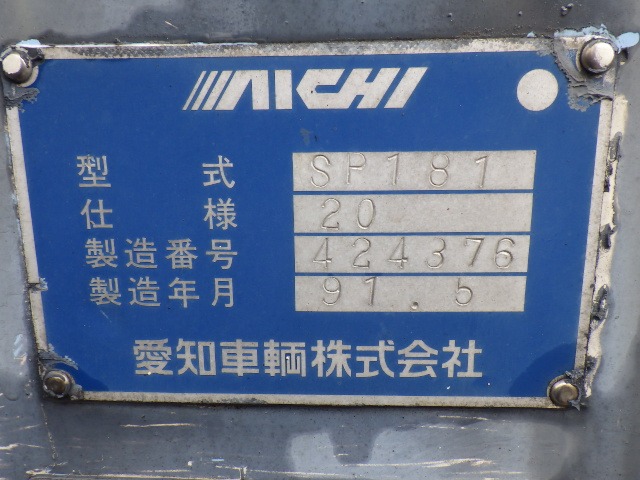 AICHI
型式 SP181
仕様 20
製造番号 424376
製造年月 91.5
愛知車輌株式会社